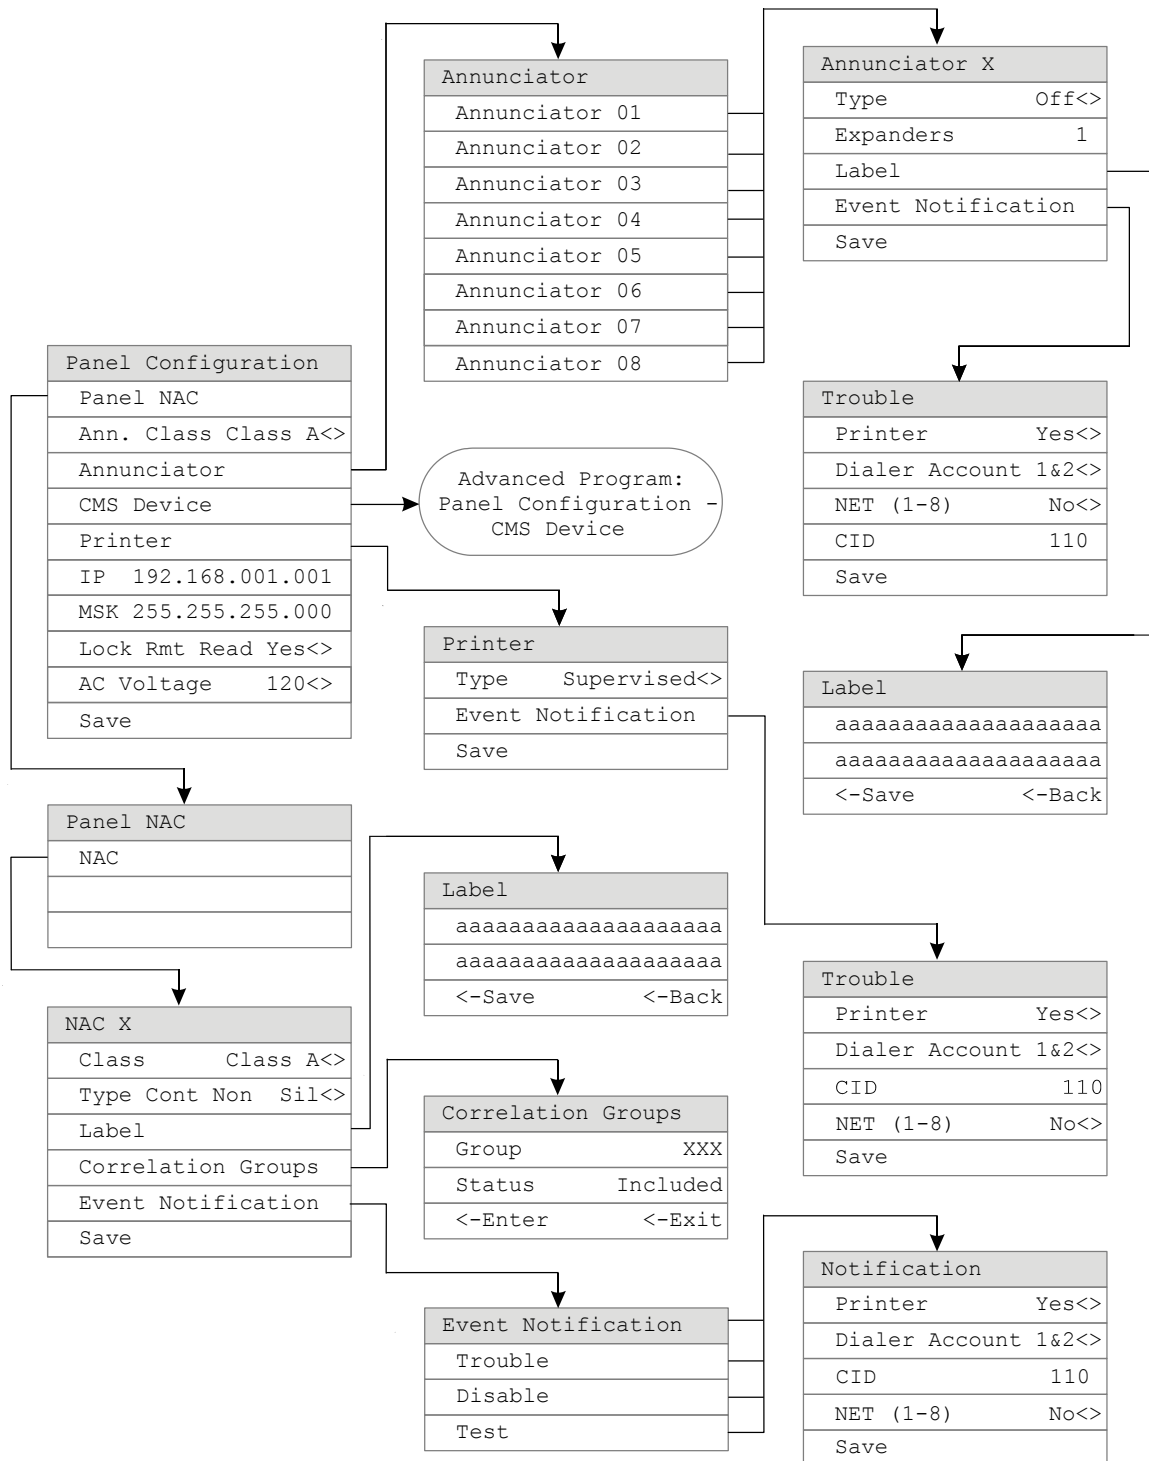 Annunciator
Annunciator 01
Annunciator 02
Annunciator 03
Annunciator 04
Annunciator 05
Annunciator 06
Annunciator 07
Annunciator 08
Annunciator X
Type Off<>
Expanders 1
Label
Event Notification
Save
Panel Configuration
Panel NAC
Ann. Class Class A<>
Annunciator
CMS Device
Printer
IP 192.168.001.001
MSK 255.255.255.000
Lock Rmt Read Yes<>
AC Voltage 120<>
Save
Advanced Program:
Panel Configuration -
CMS Device
Trouble
Printer Yes<>
Dialer Account 1&2<>
NET (1-8) No<>
CID 110
Save
Printer
Type Supervised<>
Event Notification
Save
Label
aaaaaaaaaaaaaaaaaaaa
aaaaaaaaaaaaaaaaaaaa
<-Save <-Back
Panel NAC
NAC
Label
aaaaaaaaaaaaaaaaaaaa
aaaaaaaaaaaaaaaaaaaa
<-Save <-Back
Trouble
Printer Yes<>
Dialer Account 1&2<>
CID 110
NET (1-8) No<>
Save
NAC X
Class Class A<>
Type Cont Non Sil<>
Label
Correlation Groups
Event Notification
Save
Correlation Groups
Group XXX
Status Included
<-Enter <-Exit
Event Notification
Trouble
Disable
Test
Notification
Printer Yes<>
Dialer Account 1&2<>
CID 110
NET (1-8) No<>
Save